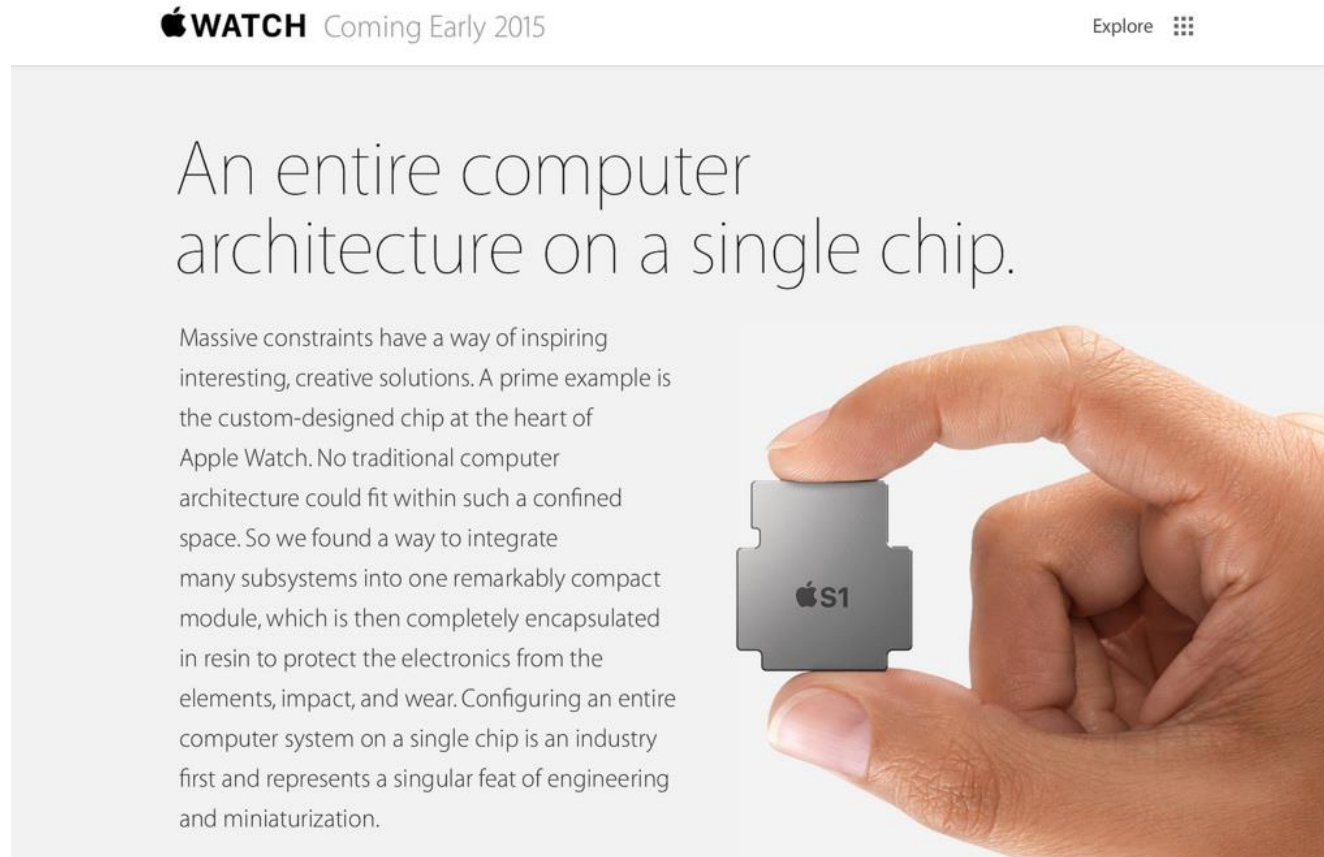 WATCH Coming Early 2015
Explore
An entire computer
architecture on a single chip.
Massive constraints have a way of inspiring
interesting, creative solutions. A prime example is
the custom-designed chip at the heart of
Apple Watch. No traditional computer
architecture could fit within such a confined
space. So we found a way to integrate
many subsystems into one remarkably compact
module, which is then completely encapsulated
in resin to protect the electronics from the
elements, impact, and wear. Configuring an entire
computer system on a single chip is an industry
first and represents a singular feat of engineering
and miniaturization.
S1